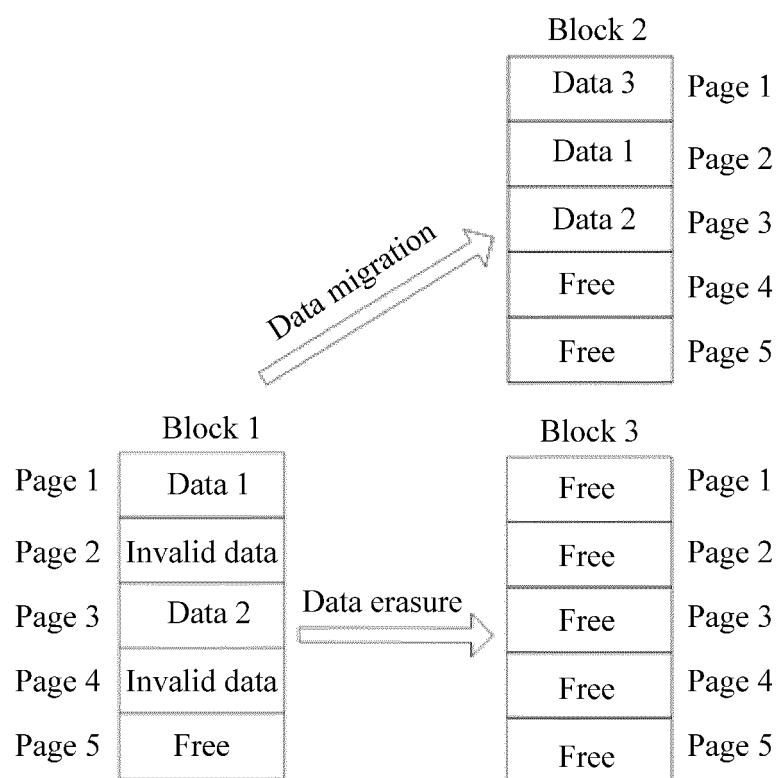 Block 2
Data 3 Page 1
Data 1 Page 2
Data 2 Page 3
Free Page 4
Free Page 5
Data migration
Block 1
Page 1 Data 1
Page 2 Invalid data
Page 3 Data 2
Page 4 Invalid data
Page 5 Free
Data erasure
Block 3
Free Page 1
Free Page 2
Free Page 3
Free Page 4
Free Page 5